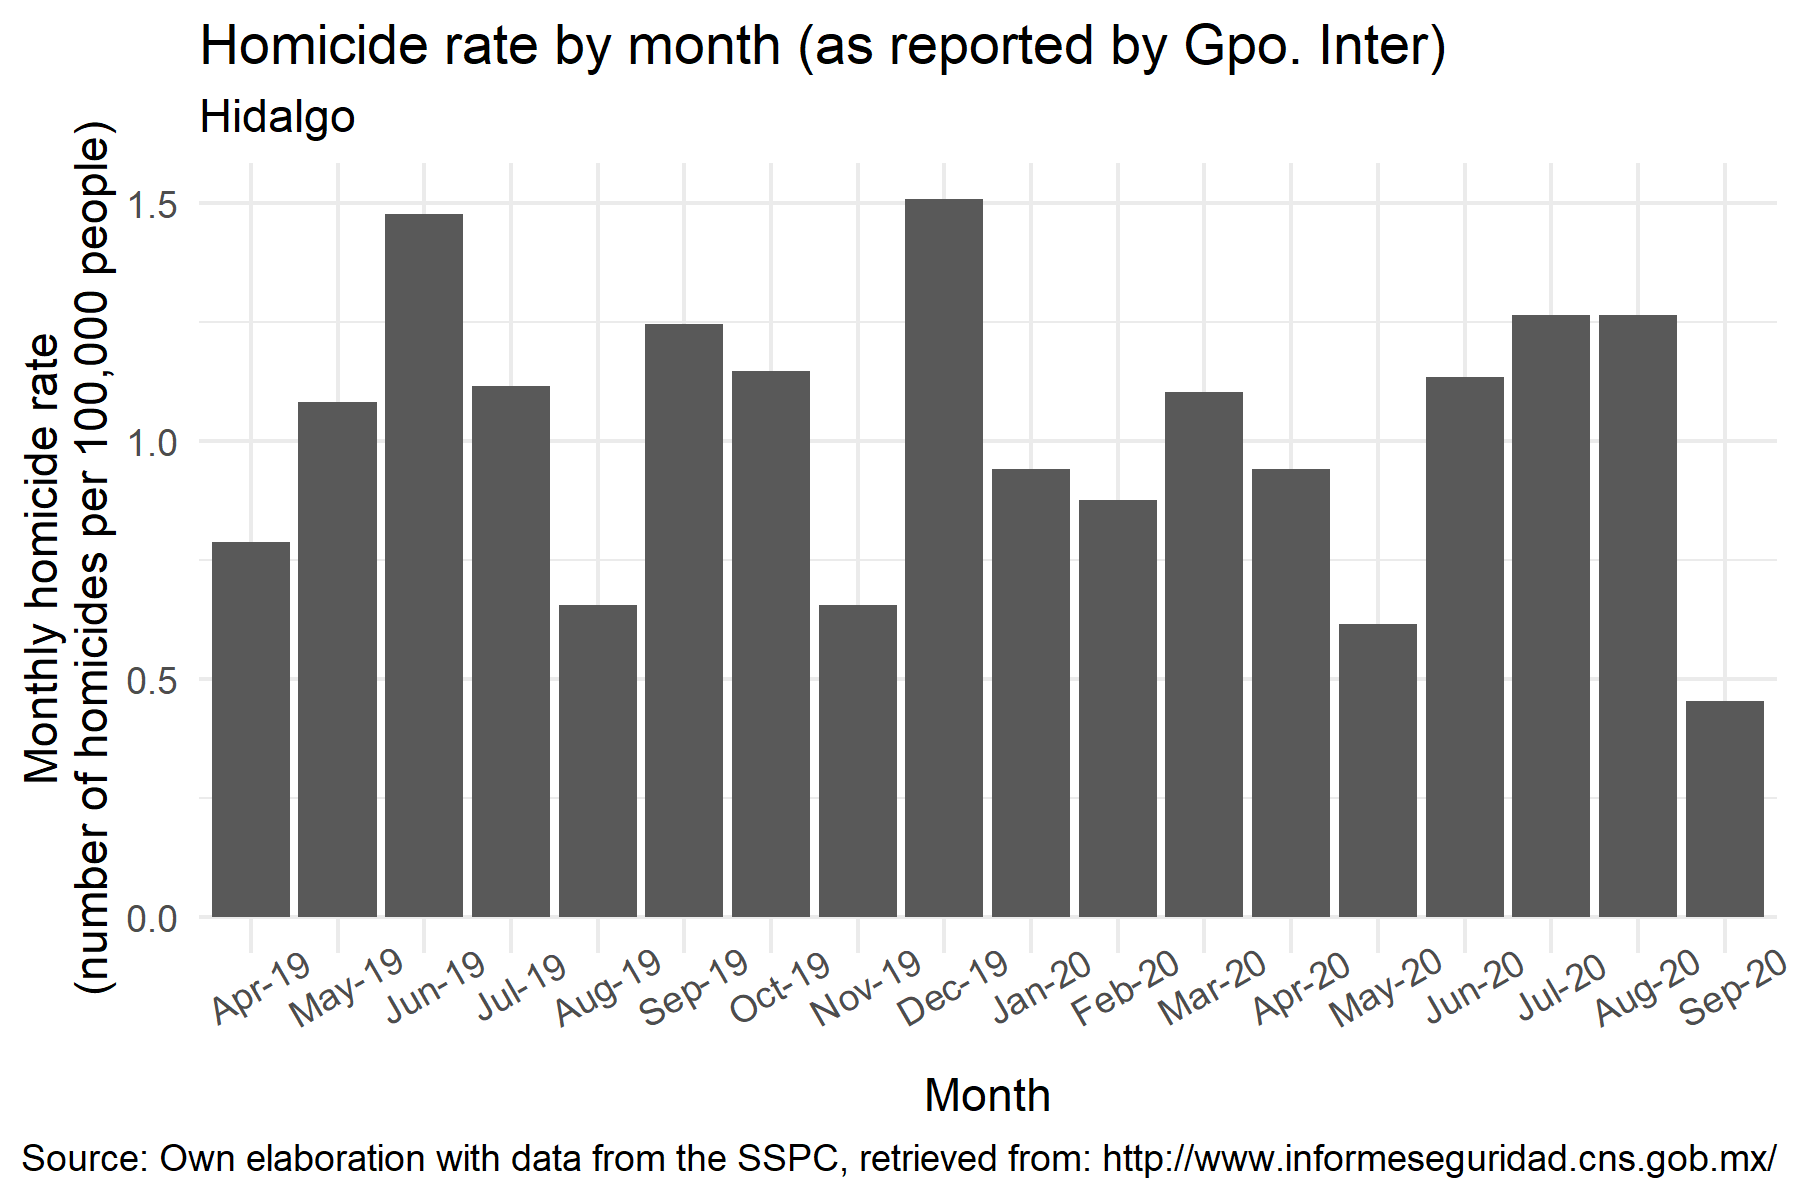 Homicide rate by month (as reported by Gpo. Inter)
Hidalgo
Monthly homicide rate
(number of homicides per 100,000 people)
1.5
1.0
0.5
0.0
Apr-19
May-19
Jun-19
Jul-19
Aug-19
Sep-19
Oct-19
Nov-19
Dec-19
Jan-20
Feb-20
Mar-20
Apr-20
May-20
Jun-20
Jul-20
Aug-20
Sep-20
Month
Source: Own elaboration with data from the SSPC, retrieved from: http://www.informeseguridad.cns.gob.mx/